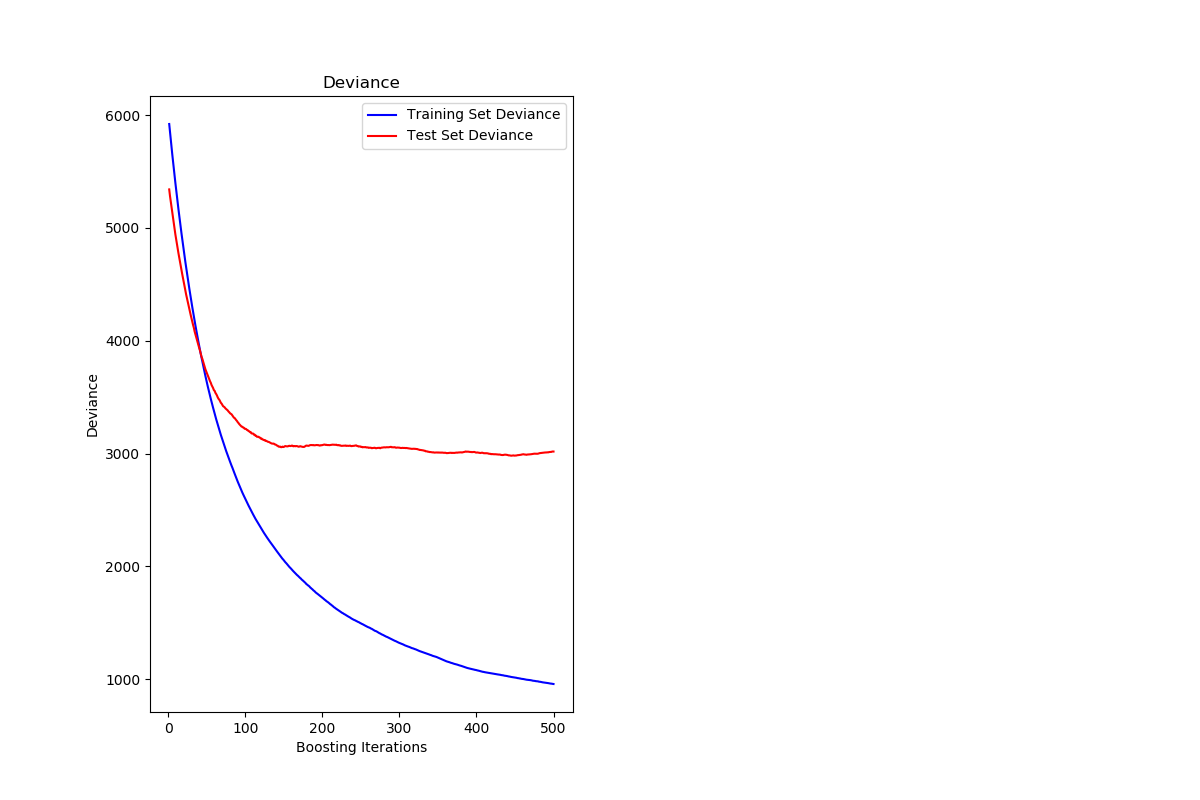 Deviance
Training Set Deviance
Test Set Deviance
6000
5000
4000
3000
2000
1000
Deviance
0 100 200 300 400 500
Boosting Iterations